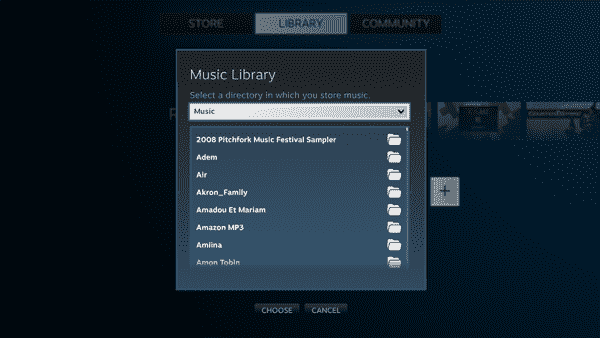 STORE
LIBRARY
COMMUNITY
Music Library
Select a directory in which you store music.
Music
2008 Pitchfork Music Festival Sampler
Adem
Air
Akron_Family
Amadou Et Mariam
Amazon MP3
Amiina
Amon Tobin
+
CHOOSE
CANCEL